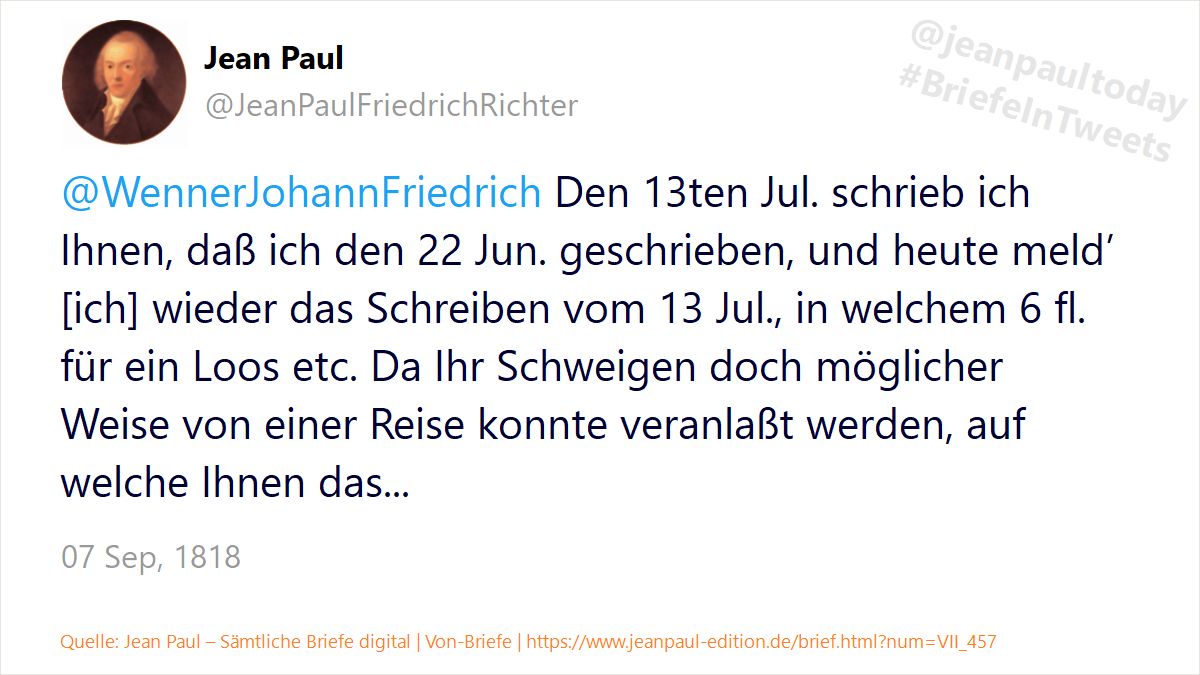 Jean Paul
@JeanPaulFriedrichRichter
@jeanpaultoday
#BriefeInTweets
@WennerJohannFriedrich Den 13ten Jul. schrieb ich
Ihnen, daß ich den 22 Jun. geschrieben, und heute meld’
[ich] wieder das Schreiben vom 13 Jul., in welchem 6 fl.
für ein Loos etc. Da Ihr Schweigen doch möglicher
Weise von einer Reise konnte veranlaßt werden, auf
welche Ihnen das...
07 Sep, 1818
Quelle: Jean Paul – Sämtliche Briefe digital | Von-Briefe | https://www.jeanpaul-edition.de/brief.html?num=VII_457